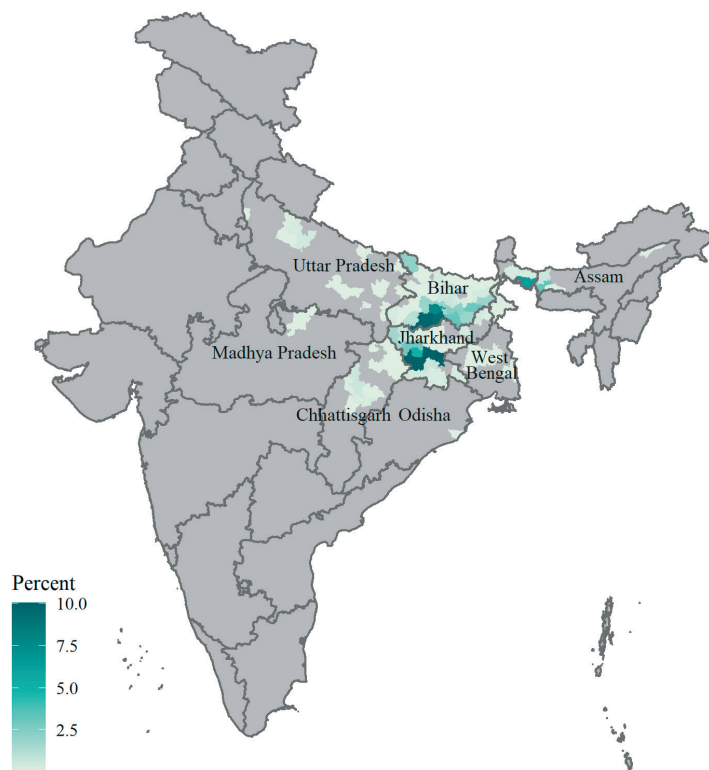 Uttar Pradesh
Bihar
Assam
Jharkhand
Madhya Pradesh
West
Bengal
Chhattisgarh
Odisha
Percent
10.0
7.5
5.0
2.5